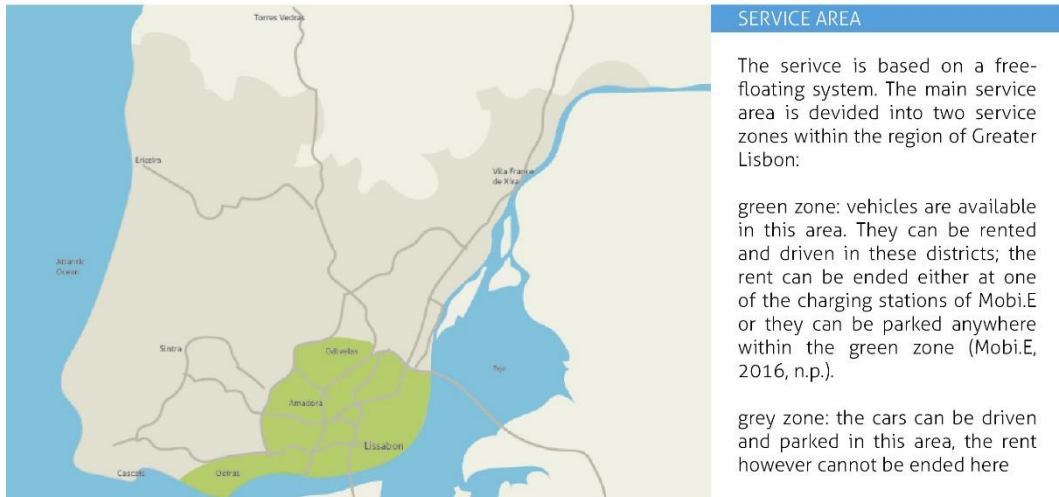 Torres Vedras
Ericeira
Vila Franca
de Xira
Atlantic
Ocean
Sintra
Odivelas
Tejo
Amadora
Lissabon
Cascais
Oeiras
SERVICE AREA
The serivce is based on a free-
floating system. The main service
area is devided into two service
zones within the region of Greater
Lisbon:
green zone: vehicles are available
in this area. They can be rented
and driven in these districts; the
rent can be ended either at one
of the charging stations of Mobi.E
or they can be parked anywhere
within the green zone (Mobi.E,
2016, n.p.).
grey zone: the cars can be driven
and parked in this area, the rent
however cannot be ended here